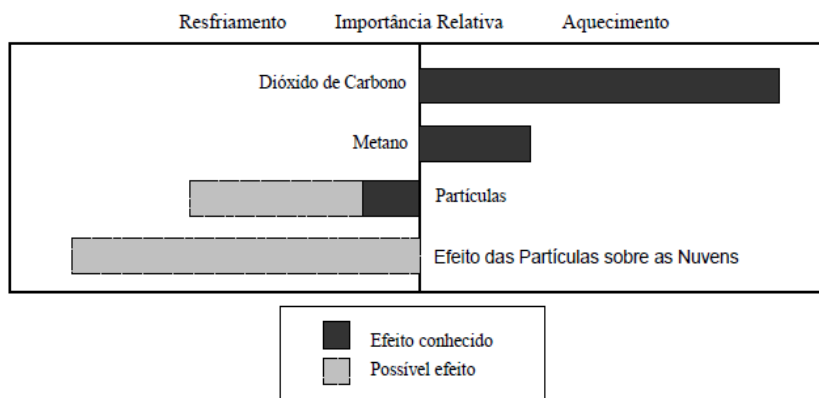 Resfriamento Importância Relativa Aquecimento
Dióxido de Carbono
Metano
Partículas
Efeito das Partículas sobre as Nuvens
Efeito conhecido
Possível efeito